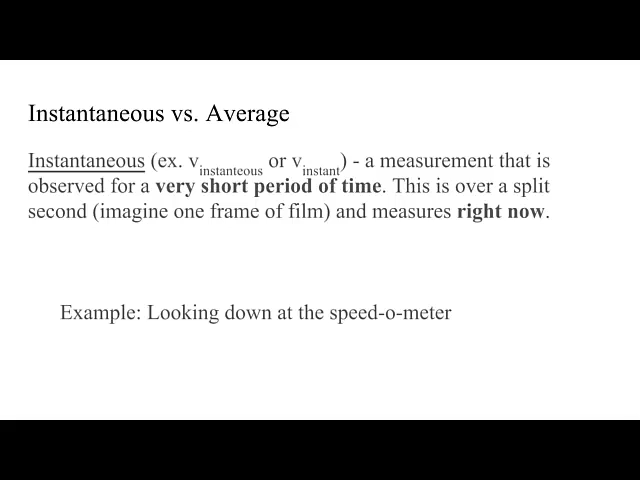 Instantaneous vs. Average
Instantaneous (ex. vinstanteous or vinstant) - a measurement that is
observed for a very short period of time. This is over a split
second (imagine one frame of film) and measures right now.
Example: Looking down at the speed-o-meter